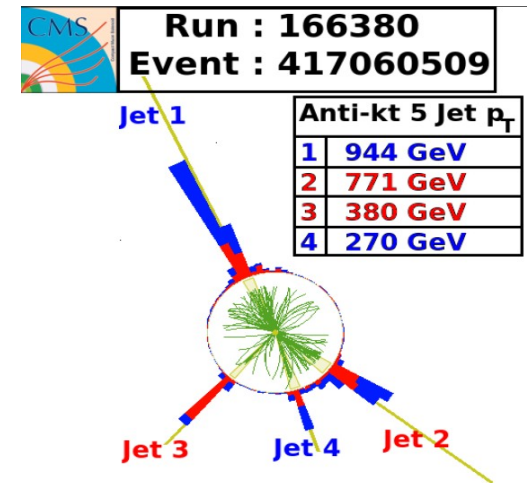 CMS
Run : 166380
Event : 417060509
Jet 1
Anti-kt 5 Jet pT
1 944 GeV
2 771 GeV
3 380 GeV
4 270 GeV
Jet 2
Jet 3
Jet 4